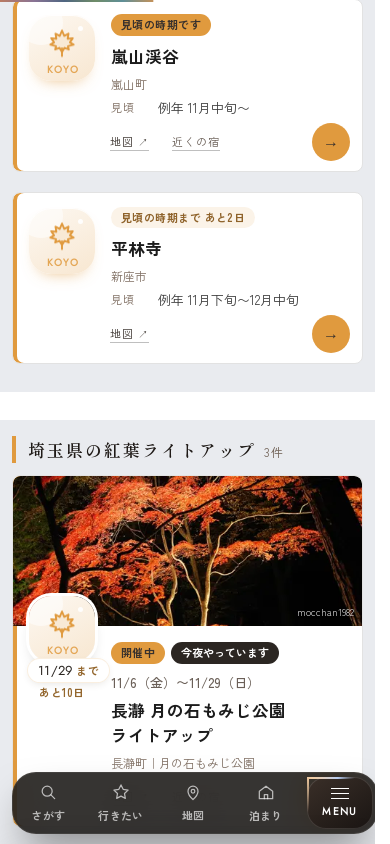 見頃の時期です
KOYO
嵐山渓谷
嵐山町
見頃 例年 11月中旬〜
地図 ↗ 近くの宿
→
見頃の時期まで あと2日
KOYO
平林寺
新座市
見頃 例年 11月下旬〜12月中旬
地図 ↗
→
埼玉県の紅葉ライトアップ 3件
mocchan1982
KOYO
11/29 まで
あと10日
開催中 今夜やっています
11/6（金）〜11/29（日）
長瀞 月の石もみじ公園
ライトアップ
長瀞町｜月の石もみじ公園
さがす 行きたい 地図 泊まり MENU